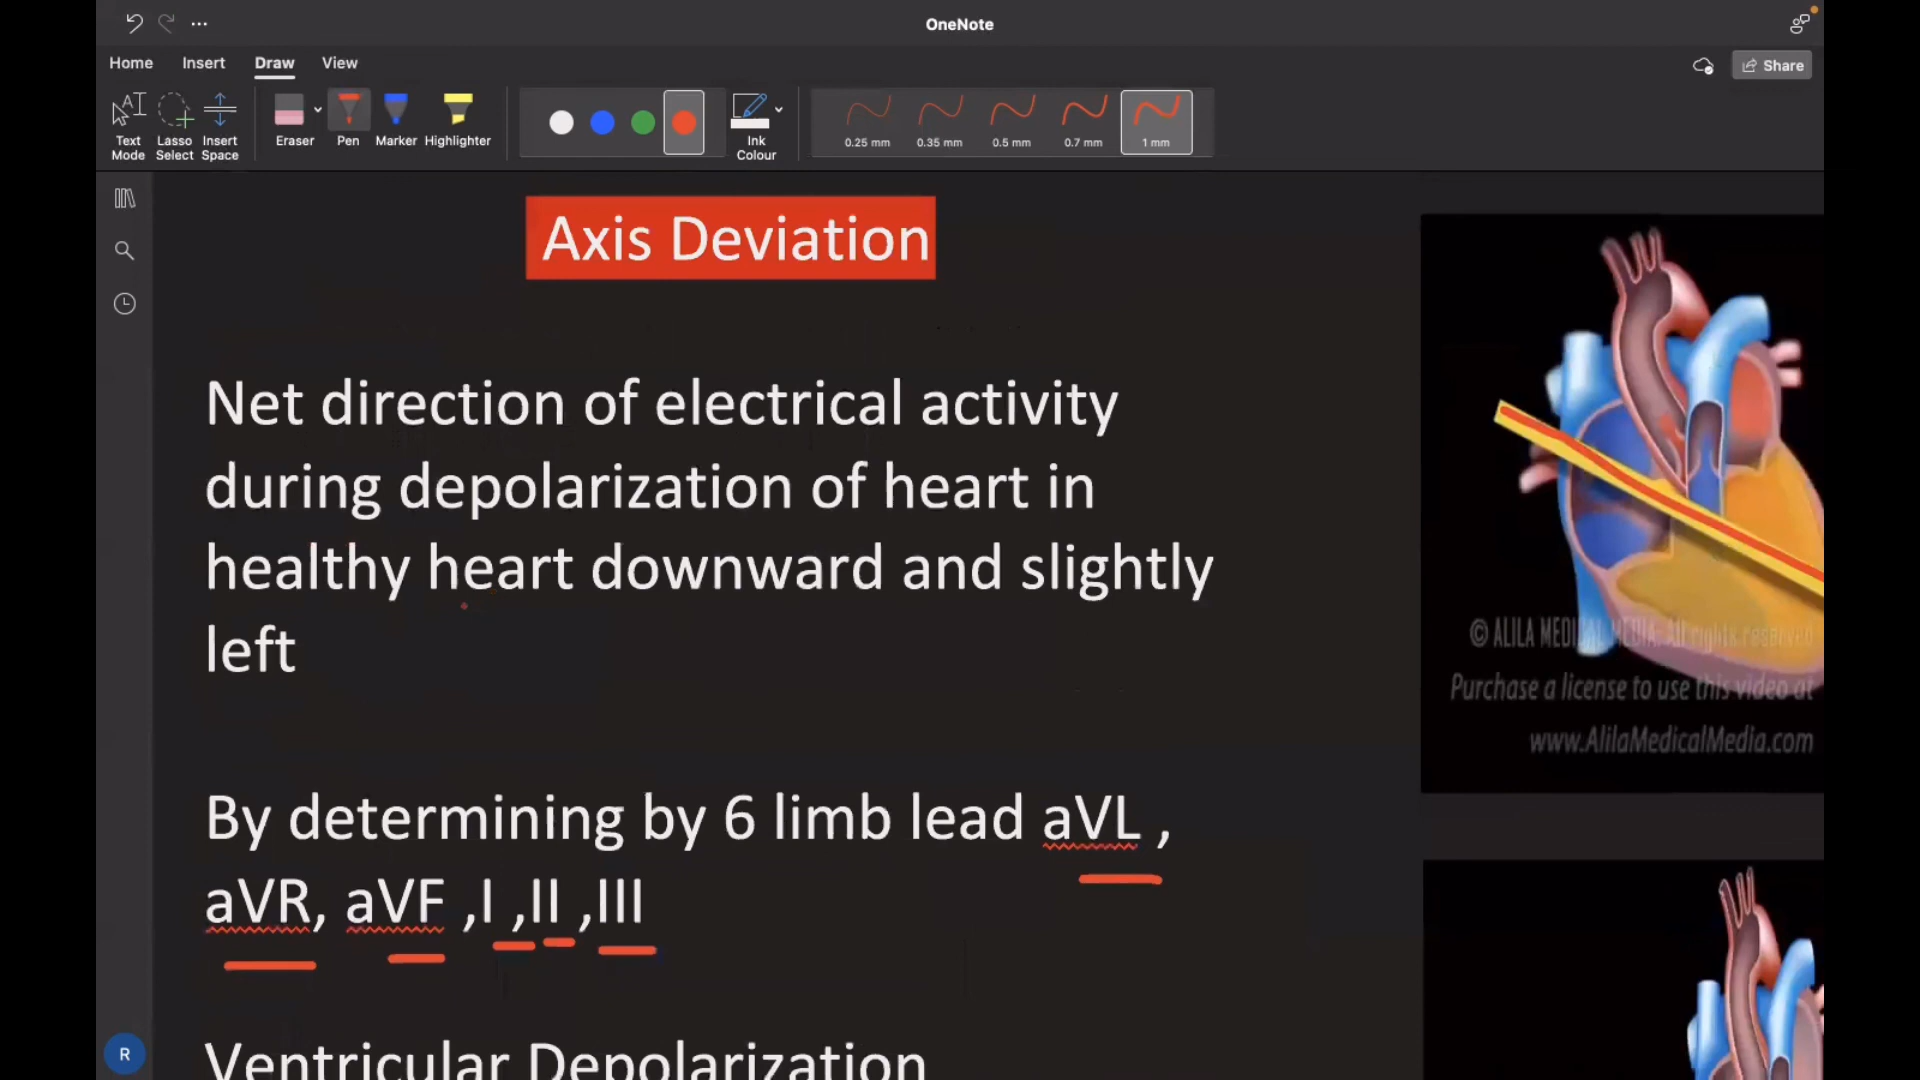 OneNote
Home Insert Draw View
Share
Text Mode
Lasso Select
Insert Space
Eraser
Pen
Marker
Highlighter
Ink Colour
0.25 mm
0.35 mm
0.5 mm
0.7 mm
1 mm
Axis Deviation
Net direction of electrical activity
during depolarization of heart in
healthy heart downward and slightly
left
By determining by 6 limb lead aVL ,
aVR, aVF ,I ,II ,III
Ventricular Depolarization
© ALILA MEDICAL MEDIA. All rights reserved
Purchase a license to use this video at
www.AlilaMedicalMedia.com
R